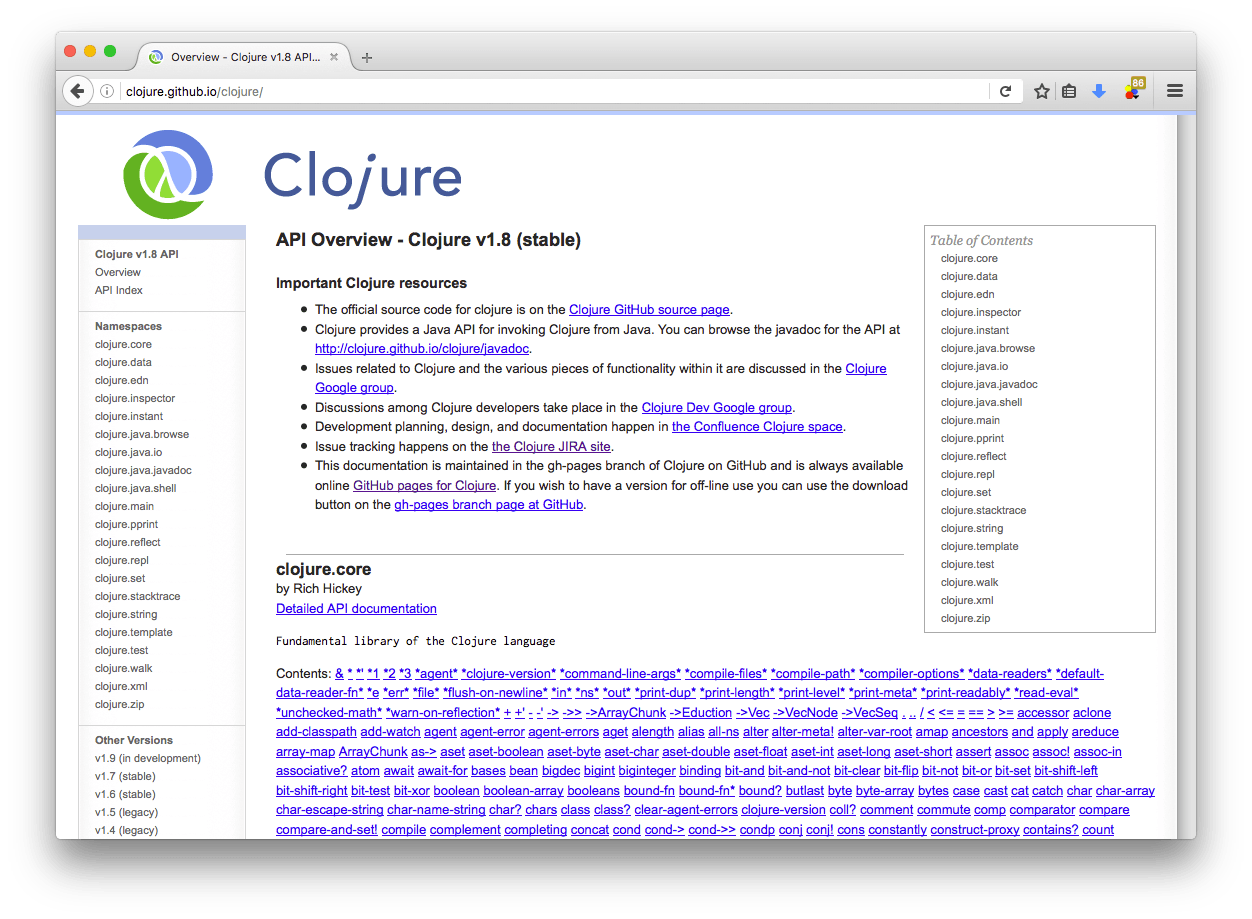 Overview - Clojure v1.8 API...
clojure.github.io/clojure/
86
Clojure
Clojure v1.8 API
Overview
API Index
Namespaces
clojure.core
clojure.data
clojure.edn
clojure.inspector
clojure.instant
clojure.java.browse
clojure.java.io
clojure.java.javadoc
clojure.java.shell
clojure.main
clojure.pprint
clojure.reflect
clojure.repl
clojure.set
clojure.stacktrace
clojure.string
clojure.template
clojure.test
clojure.walk
clojure.xml
clojure.zip
Other Versions
v1.9 (in development)
v1.7 (stable)
v1.6 (stable)
v1.5 (legacy)
v1.4 (legacy)
API Overview - Clojure v1.8 (stable)
Important Clojure resources
The official source code for clojure is on the Clojure GitHub source page.
Clojure provides a Java API for invoking Clojure from Java. You can browse the javadoc for the API at
http://clojure.github.io/clojure/javadoc.
Issues related to Clojure and the various pieces of functionality within it are discussed in the Clojure
Google group.
Discussions among Clojure developers take place in the Clojure Dev Google group.
Development planning, design, and documentation happen in the Confluence Clojure space.
Issue tracking happens on the the Clojure JIRA site.
This documentation is maintained in the gh-pages branch of Clojure on GitHub and is always available
online GitHub pages for Clojure. If you wish to have a version for off-line use you can use the download
button on the gh-pages branch page at GitHub.
Table of Contents
clojure.core
clojure.data
clojure.edn
clojure.inspector
clojure.instant
clojure.java.browse
clojure.java.io
clojure.java.javadoc
clojure.java.shell
clojure.main
clojure.pprint
clojure.reflect
clojure.repl
clojure.set
clojure.stacktrace
clojure.string
clojure.template
clojure.test
clojure.walk
clojure.xml
clojure.zip
clojure.core
by Rich Hickey
Detailed API documentation
Fundamental library of the Clojure language
Contents: & * *' *1 *2 *3 *agent* *clojure-version* *command-line-args* *compile-files* *compile-path* *compiler-options* *data-readers* *default-
data-reader-fn* *e *err* *file* *flush-on-newline* *in* *ns* *out* *print-dup* *print-length* *print-level* *print-meta* *print-readably* *read-eval*
*unchecked-math* *warn-on-reflection* + +' - -' -> ->> ->ArrayChunk ->Eduction ->Vec ->VecNode ->VecSeq . .. / < <= = == > >= accessor aclone
add-classpath add-watch agent agent-error agent-errors aget alength alias all-ns alter alter-meta! alter-var-root amap ancestors and apply areduce
array-map ArrayChunk as-> aset aset-boolean aset-byte aset-char aset-double aset-float aset-int aset-long aset-short assert assoc assoc! assoc-in
associative? atom await await-for bases bean bigdec bigint biginteger binding bit-and bit-and-not bit-clear bit-flip bit-not bit-or bit-set bit-shift-left
bit-shift-right bit-test bit-xor boolean boolean-array booleans bound-fn bound-fn* bound? butlast byte byte-array bytes case cast cat catch char char-array
char-escape-string char-name-string char? chars class class? clear-agent-errors clojure-version coll? comment commute comp comparator compare
compare-and-set! compile complement completing concat cond cond-> cond->> condp conj conj! cons constantly construct-proxy contains? count